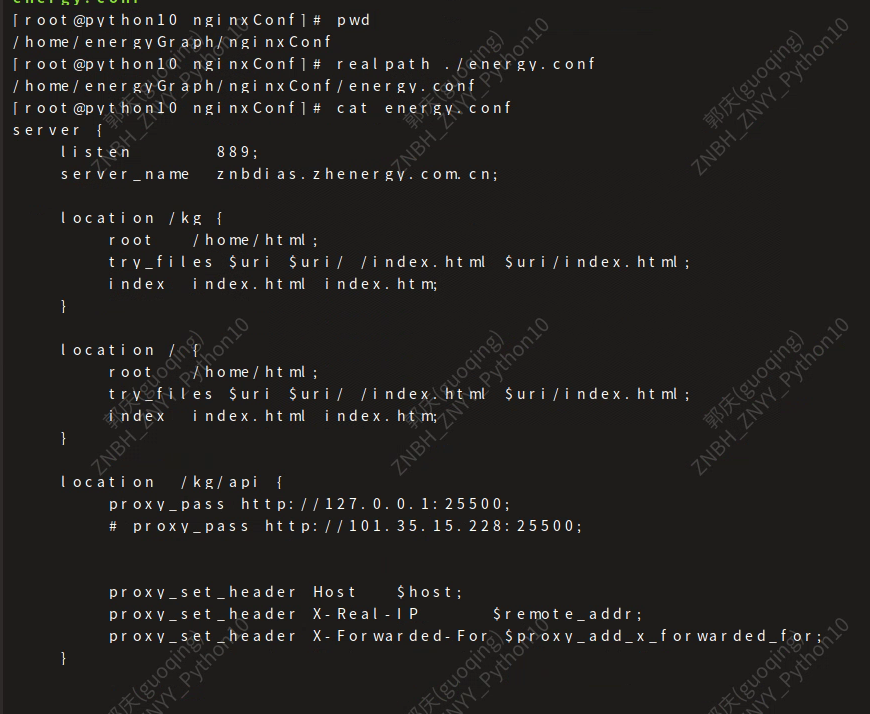 energy.conf
[root@python10 nginxConf]# pwd
/home/energyGraph/nginxConf
[root@python10 nginxConf]# realpath ./energy.conf
/home/energyGraph/nginxConf/energy.conf
[root@python10 nginxConf]# cat energy.conf
server {
    listen       889;
    server_name  znbdias.zhenergy.com.cn;

    location /kg {
        root   /home/html;
        try_files $uri $uri/ /index.html $uri/index.html;
        index  index.html index.htm;
    }

    location / {
        root   /home/html;
        try_files $uri $uri/ /index.html $uri/index.html;
        index  index.html index.htm;
    }

    location  /kg/api {
        proxy_pass http://127.0.0.1:25500;
        # proxy_pass http://101.35.15.228:25500;


        proxy_set_header Host   $host;
        proxy_set_header X-Real-IP      $remote_addr;
        proxy_set_header X-Forwarded-For $proxy_add_x_forwarded_for;
    }
郭庆(guoqing)
ZNBH_ZNYY_Python10
郭庆(guoqing)
ZNBH_ZNYY_Python10
郭庆(guoqing)
ZNBH_ZNYY_Python10
郭庆(guoqing)
ZNBH_ZNYY_Python10
郭庆(guoqing)
ZNBH_ZNYY_Python10
郭庆(guoqing)
ZNBH_ZNYY_Python10
郭庆(guoqing)
ZNYY_Python10
郭庆(guoqing)
ZNYY_Python10
郭庆(guoqing)
ZNYY_Python10